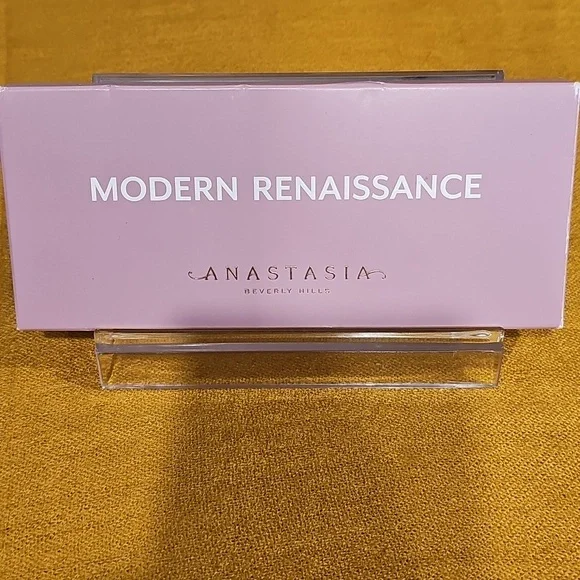 MODERN RENAISSANCE
ANASTASIA
BEVERLY HILLS